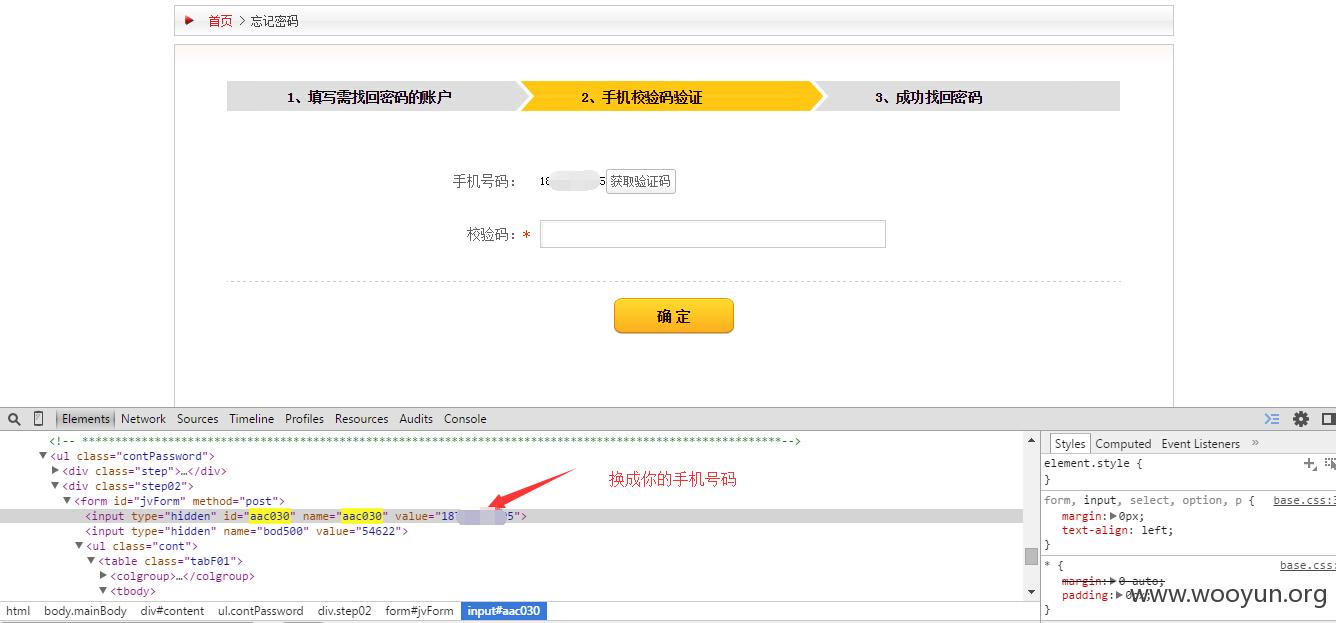 首页 > 忘记密码
1、填写需找回密码的账户 2、手机校验码验证 3、成功找回密码
手机号码： 18 5 获取验证码
校验码：*
确 定
Elements Network Sources Timeline Profiles Resources Audits Console
<!-- ****************************************************************************************************************-->
<ul class="contPassword">
<div class="step">…</div>
<div class="step02">
<form id="jvForm" method="post">
换成你的手机号码
<input type="hidden" id="aac030" name="aac030" value="187 5">
<input type="hidden" name="bod500" value="54622">
<ul class="cont">
<table class="tabF01">
<colgroup>…</colgroup>
<tbody>
html body.mainBody div#content ul.contPassword div.step02 form#jvForm input#aac030
Styles Computed Event Listeners »
element.style {
}
form, input, select, option, p { base.css:3
margin:▶0px;
text-align: left;
}
* { base.css:
margin:▶0 auto;
padding:▶0px;
}
www.wooyun.org